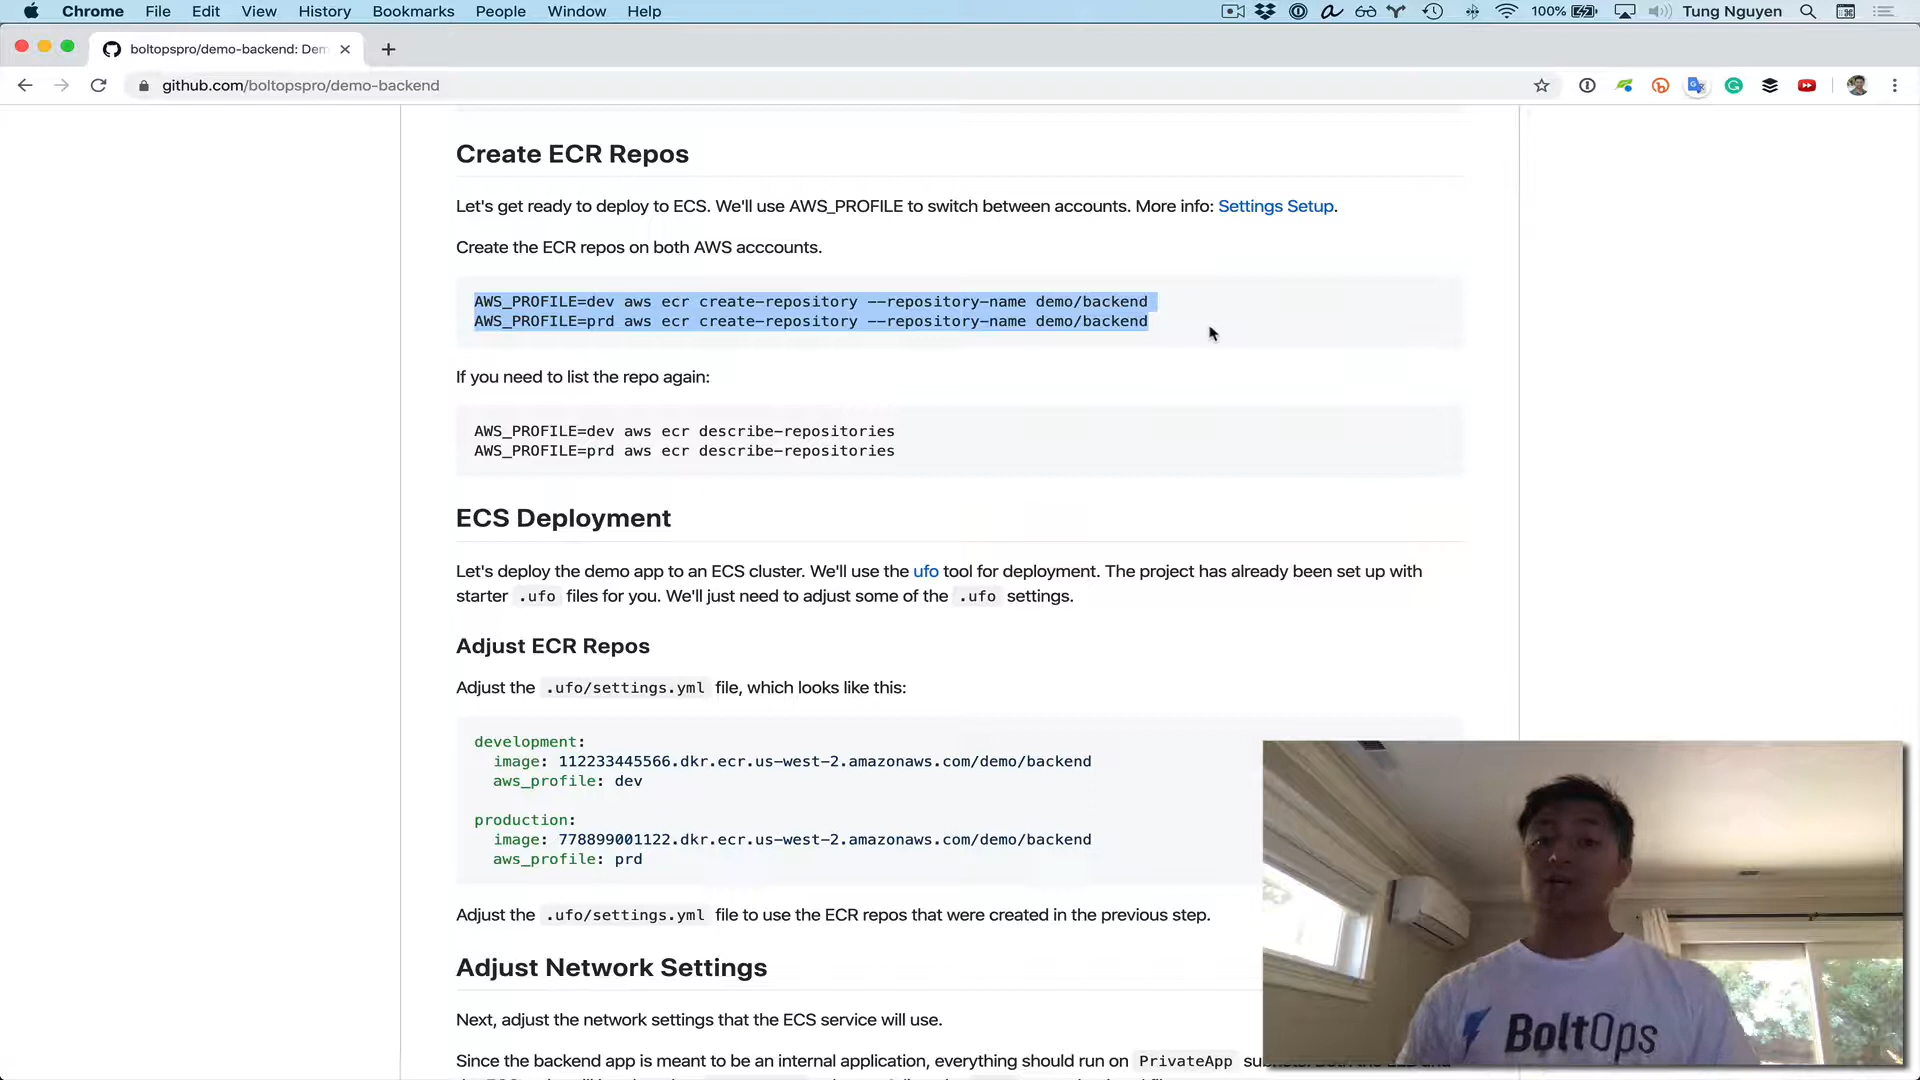 Chrome File Edit View History Bookmarks People Window Help 100% Tung Nguyen
boltopspro/demo-backend: Dem
github.com/boltopspro/demo-backend
Create ECR Repos
Let's get ready to deploy to ECS. We'll use AWS_PROFILE to switch between accounts. More info: Settings Setup.
Create the ECR repos on both AWS acccounts.
AWS_PROFILE=dev aws ecr create-repository --repository-name demo/backend
AWS_PROFILE=prd aws ecr create-repository --repository-name demo/backend
If you need to list the repo again:
AWS_PROFILE=dev aws ecr describe-repositories
AWS_PROFILE=prd aws ecr describe-repositories
ECS Deployment
Let's deploy the demo app to an ECS cluster. We'll use the ufo tool for deployment. The project has already been set up with
starter .ufo files for you. We'll just need to adjust some of the .ufo settings.
Adjust ECR Repos
Adjust the .ufo/settings.yml file, which looks like this:
development:
image: 112233445566.dkr.ecr.us-west-2.amazonaws.com/demo/backend
aws_profile: dev
production:
image: 778899001122.dkr.ecr.us-west-2.amazonaws.com/demo/backend
aws_profile: prd
Adjust the .ufo/settings.yml file to use the ECR repos that were created in the previous step.
Adjust Network Settings
Next, adjust the network settings that the ECS service will use.
Since the backend app is meant to be an internal application, everything should run on PrivateApp
BoltOps